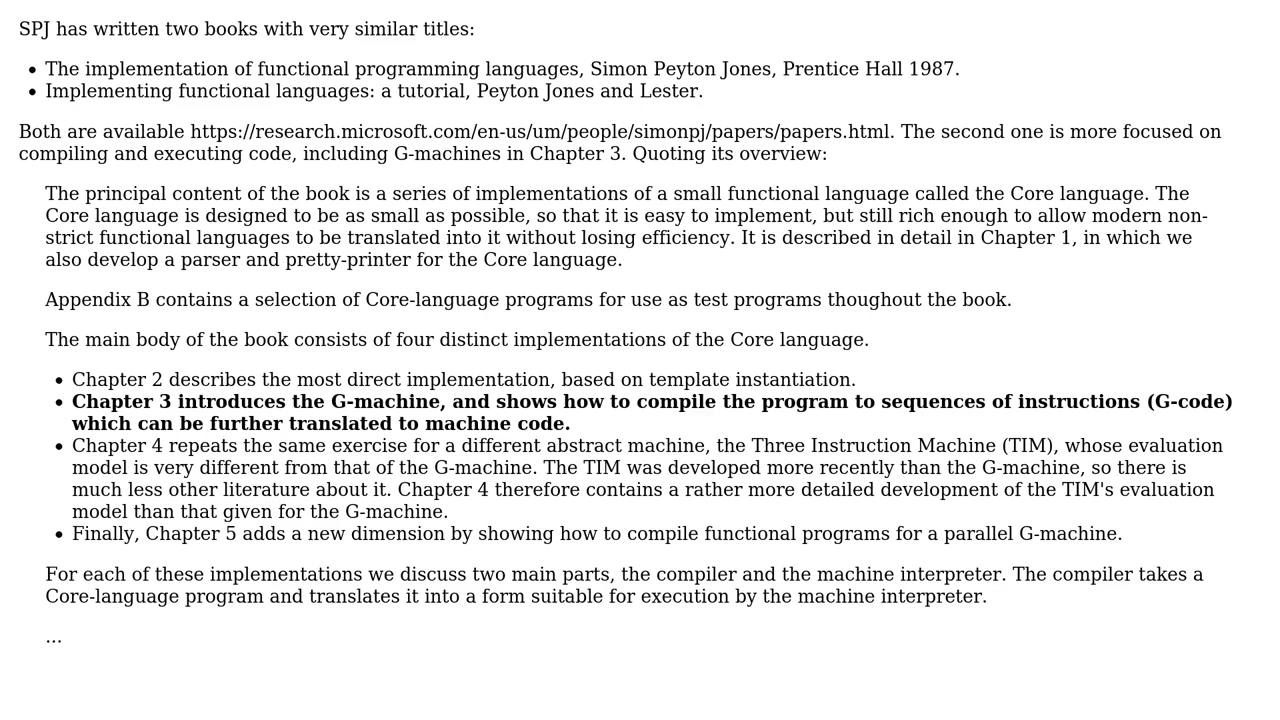 SPJ has written two books with very similar titles:
• The implementation of functional programming languages, Simon Peyton Jones, Prentice Hall 1987.
• Implementing functional languages: a tutorial, Peyton Jones and Lester.
Both are available https://research.microsoft.com/en-us/um/people/simonpj/papers/papers.html. The second one is more focused on
compiling and executing code, including G-machines in Chapter 3. Quoting its overview:
The principal content of the book is a series of implementations of a small functional language called the Core language. The
Core language is designed to be as small as possible, so that it is easy to implement, but still rich enough to allow modern non-
strict functional languages to be translated into it without losing efficiency. It is described in detail in Chapter 1, in which we
also develop a parser and pretty-printer for the Core language.
Appendix B contains a selection of Core-language programs for use as test programs thoughout the book.
The main body of the book consists of four distinct implementations of the Core language.
• Chapter 2 describes the most direct implementation, based on template instantiation.
• Chapter 3 introduces the G-machine, and shows how to compile the program to sequences of instructions (G-code)
which can be further translated to machine code.
• Chapter 4 repeats the same exercise for a different abstract machine, the Three Instruction Machine (TIM), whose evaluation
model is very different from that of the G-machine. The TIM was developed more recently than the G-machine, so there is
much less other literature about it. Chapter 4 therefore contains a rather more detailed development of the TIM's evaluation
model than that given for the G-machine.
• Finally, Chapter 5 adds a new dimension by showing how to compile functional programs for a parallel G-machine.
For each of these implementations we discuss two main parts, the compiler and the machine interpreter. The compiler takes a
Core-language program and translates it into a form suitable for execution by the machine interpreter.
...